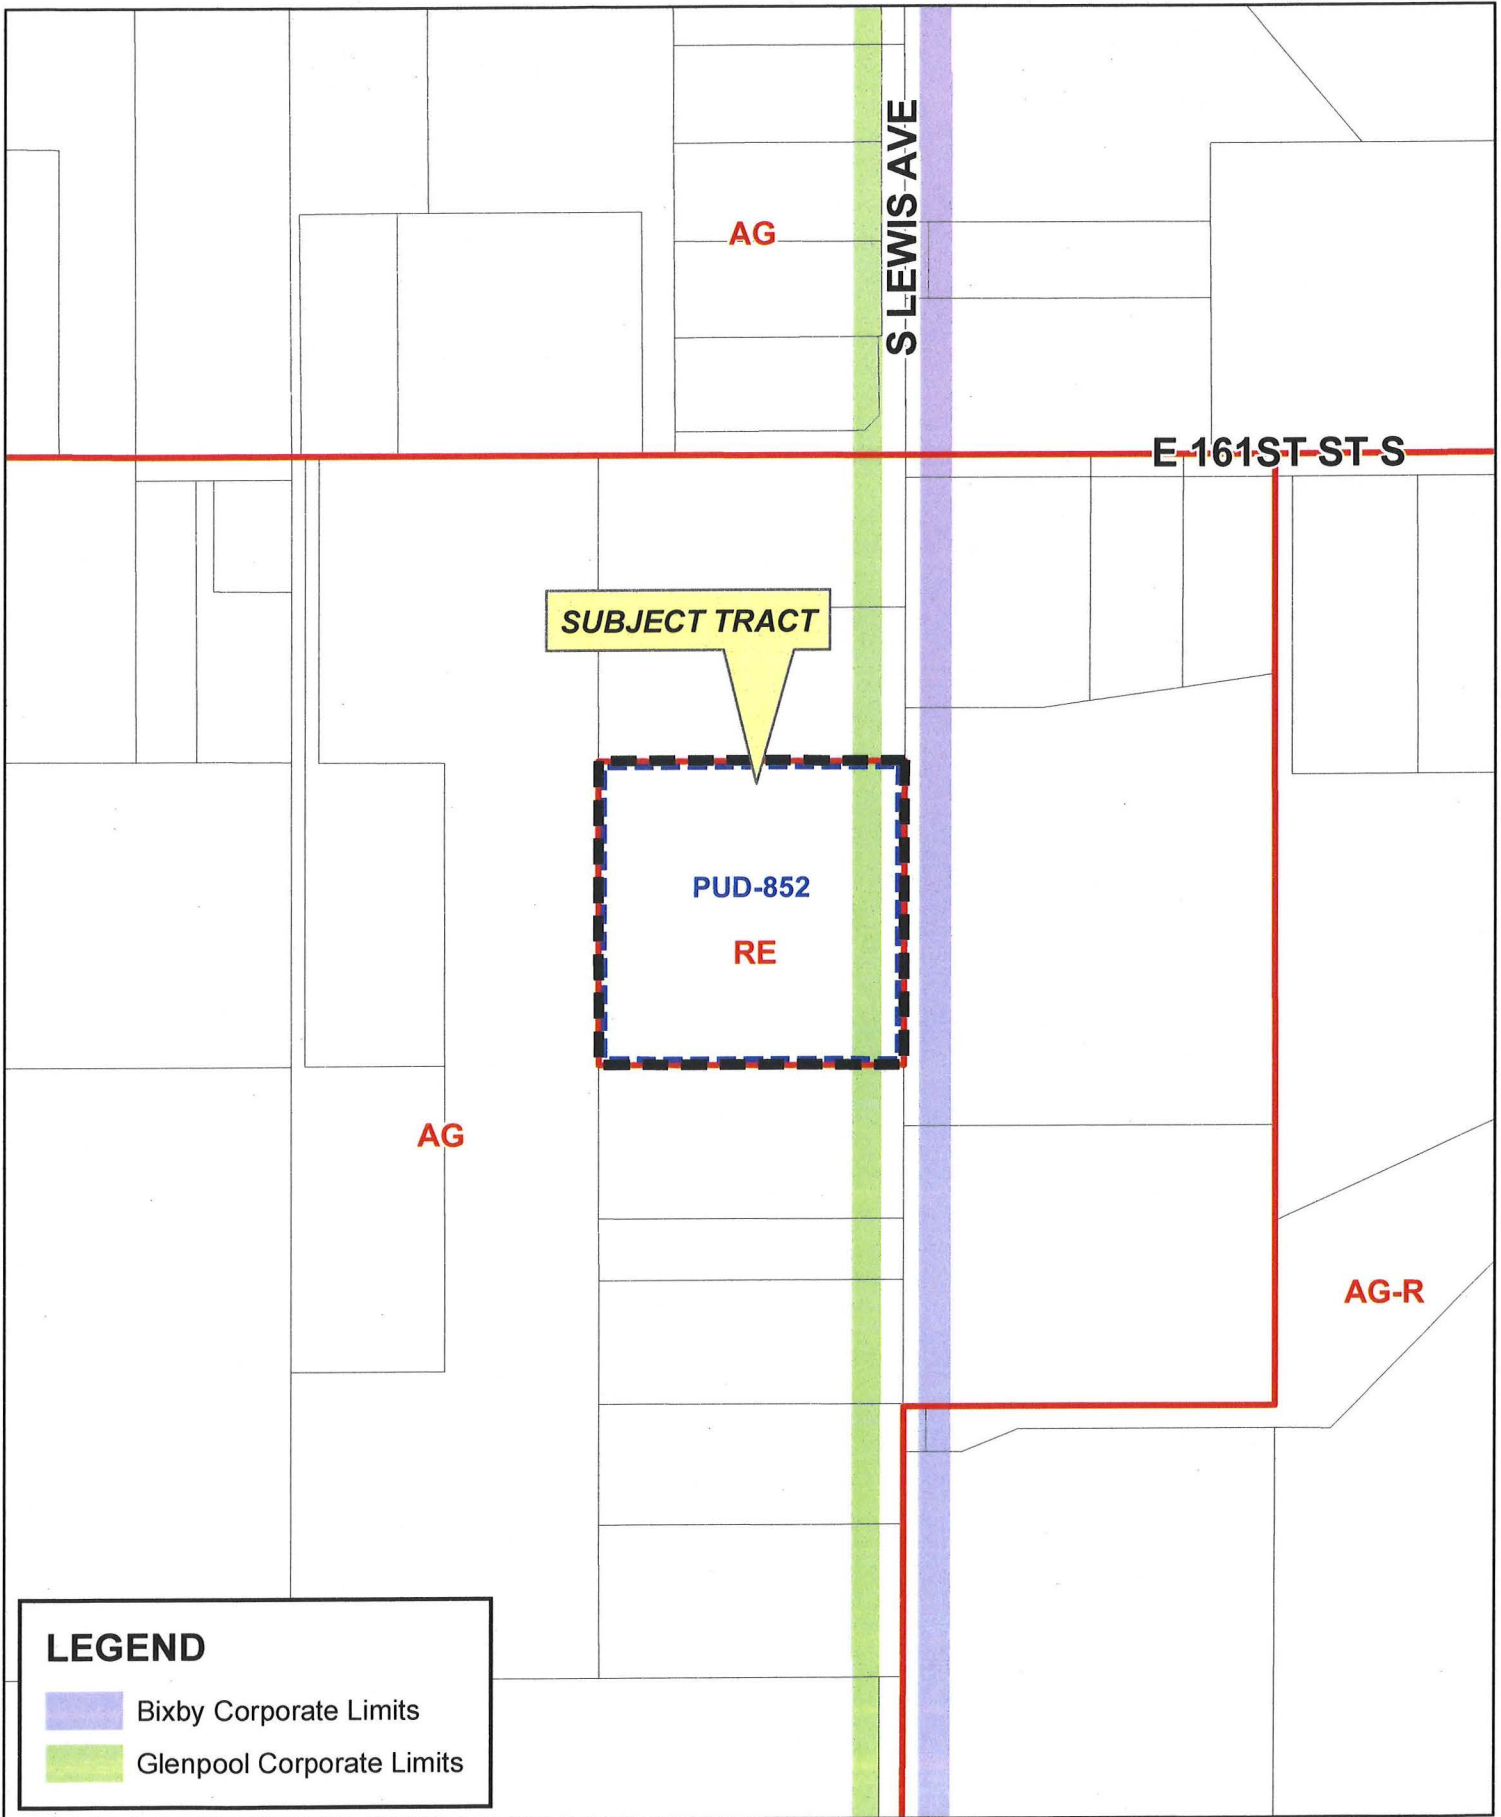 S LEWIS AVE
AG
E 161ST ST S
SUBJECT TRACT
PUD-852
RE
AG
AG-R
LEGEND
Bixby Corporate Limits
Glenpool Corporate Limits